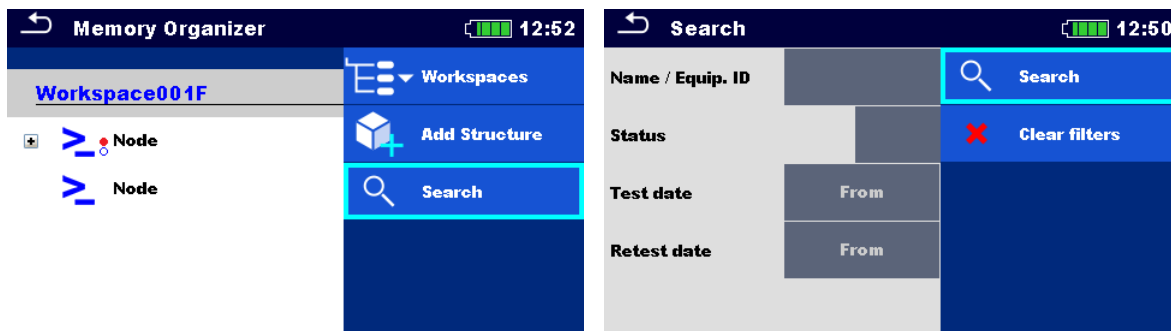 Memory Organizer 12:52
Workspace001F
Node
Node
Workspaces
Add Structure
Search
Search 12:50
Name / Equip. ID
Status
Test date From
Retest date From
Search
Clear filters